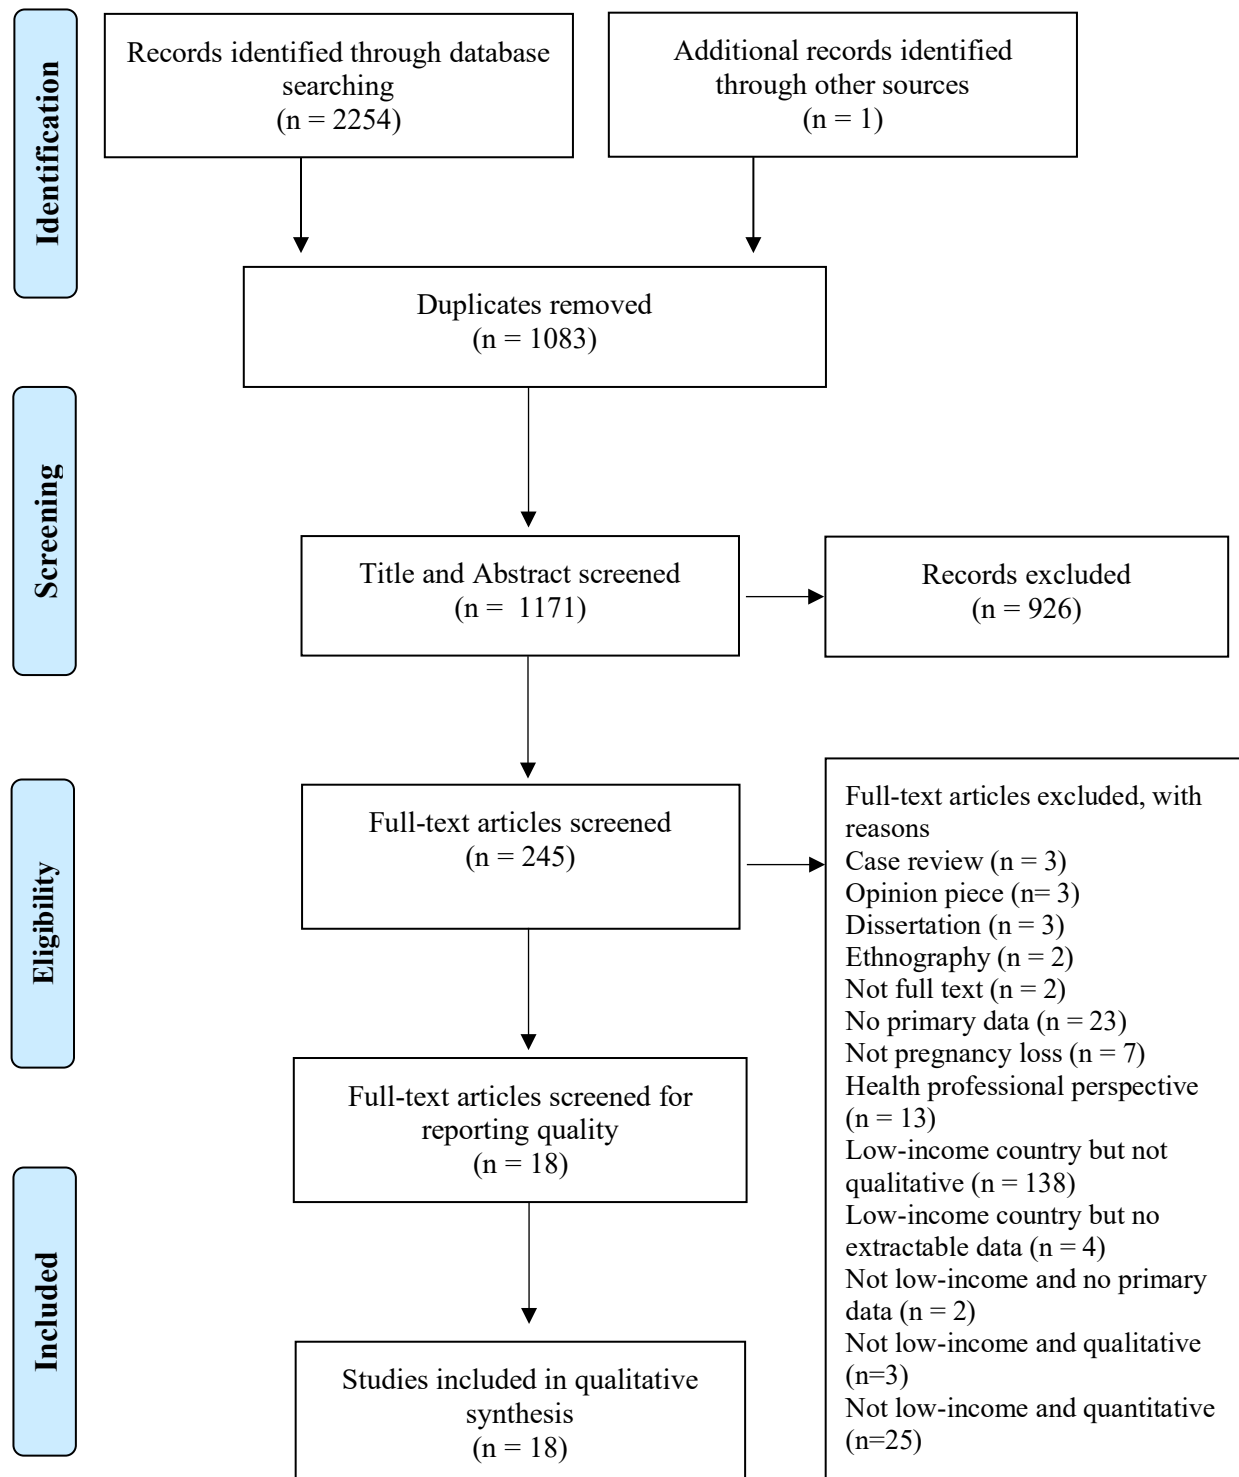 Identification
Records identified through database
searching
(n = 2254)
Additional records identified
through other sources
(n = 1)
Duplicates removed
(n = 1083)
Screening
Title and Abstract screened
(n =  1171)
Records excluded
(n = 926)
Eligibility
Full-text articles screened
(n = 245)
Full-text articles excluded, with
reasons
Case review (n = 3)
Opinion piece (n= 3)
Dissertation (n = 3)
Ethnography (n = 2)
Not full text (n = 2)
No primary data (n = 23)
Not pregnancy loss (n = 7)
Health professional perspective
(n = 13)
Low-income country but not
qualitative (n = 138)
Low-income country but no
extractable data (n = 4)
Not low-income and no primary
data (n = 2)
Not low-income and qualitative
(n=3)
Not low-income and quantitative
(n=25)
Full-text articles screened for
reporting quality
(n = 18)
Included
Studies included in qualitative
synthesis
(n = 18)